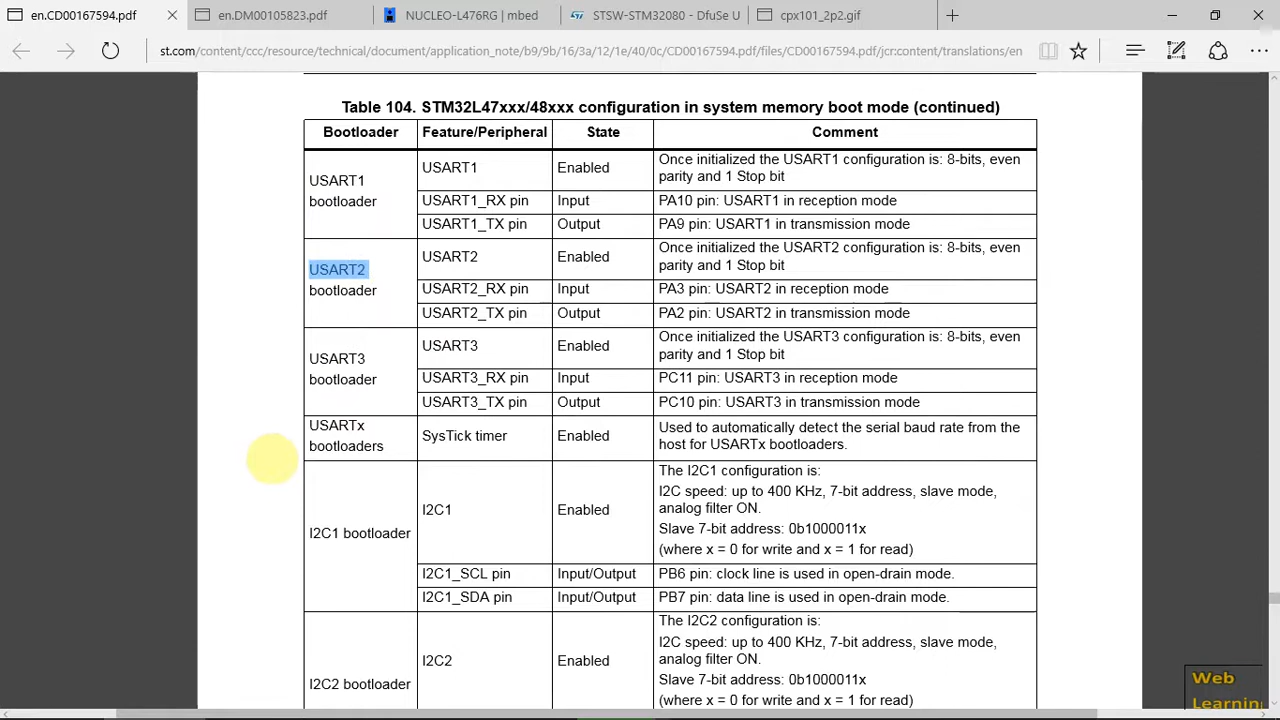 en.CD00167594.pdf
en.DM00105823.pdf
NUCLEO-L476RG | mbed
STSW-STM32080 - DfuSe U
cpx101_2p2.gif
st.com/content/ccc/resource/technical/document/application_note/b9/9b/16/3a/12/1e/40/0c/CD00167594.pdf/files/CD00167594.pdf/jcr:content/translations/en
Table 104. STM32L47xxx/48xxx configuration in system memory boot mode (continued)
Bootloader Feature/Peripheral State Comment
USART1 bootloader
USART1 Enabled Once initialized the USART1 configuration is: 8-bits, even
parity and 1 Stop bit
USART1_RX pin Input PA10 pin: USART1 in reception mode
USART1_TX pin Output PA9 pin: USART1 in transmission mode
USART2 bootloader
USART2 Enabled Once initialized the USART2 configuration is: 8-bits, even
parity and 1 Stop bit
USART2_RX pin Input PA3 pin: USART2 in reception mode
USART2_TX pin Output PA2 pin: USART2 in transmission mode
USART3 bootloader
USART3 Enabled Once initialized the USART3 configuration is: 8-bits, even
parity and 1 Stop bit
USART3_RX pin Input PC11 pin: USART3 in reception mode
USART3_TX pin Output PC10 pin: USART3 in transmission mode
USARTx bootloaders
SysTick timer Enabled Used to automatically detect the serial baud rate from the
host for USARTx bootloaders.
I2C1 bootloader
I2C1 Enabled The I2C1 configuration is:
I2C speed: up to 400 KHz, 7-bit address, slave mode,
analog filter ON.
Slave 7-bit address: 0b1000011x
(where x = 0 for write and x = 1 for read)
I2C1_SCL pin Input/Output PB6 pin: clock line is used in open-drain mode.
I2C1_SDA pin Input/Output PB7 pin: data line is used in open-drain mode.
I2C2 bootloader
I2C2 Enabled The I2C2 configuration is:
I2C speed: up to 400 KHz, 7-bit address, slave mode,
analog filter ON.
Slave 7-bit address: 0b1000011x
(where x = 0 for write and x = 1 for read)
Web
Learning